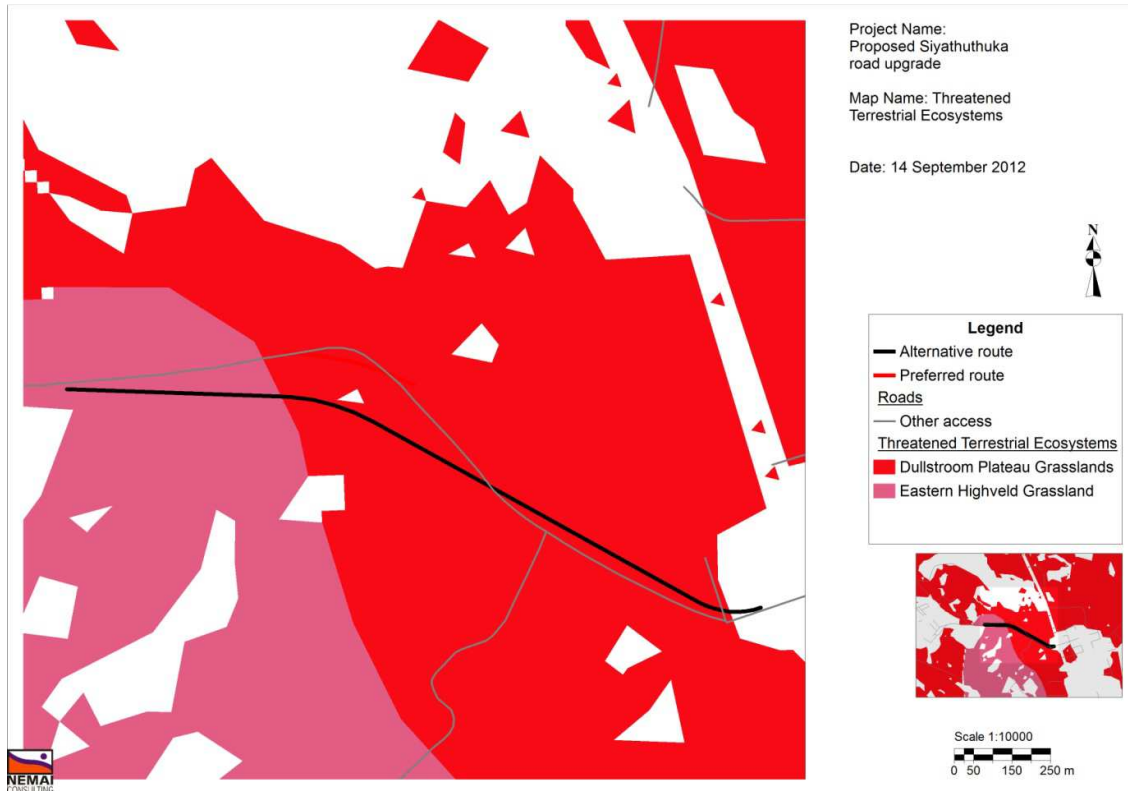 Project Name:
Proposed Siyathuthuka
road upgrade
Map Name: Threatened
Terrestrial Ecosystems
Date: 14 September 2012
N
Legend
Alternative route
Preferred route
Roads
Other access
Threatened Terrestrial Ecosystems
Dullstroom Plateau Grasslands
Eastern Highveld Grassland
Scale 1:10000
0 50 150 250 m
NEMAI
CONSULTING